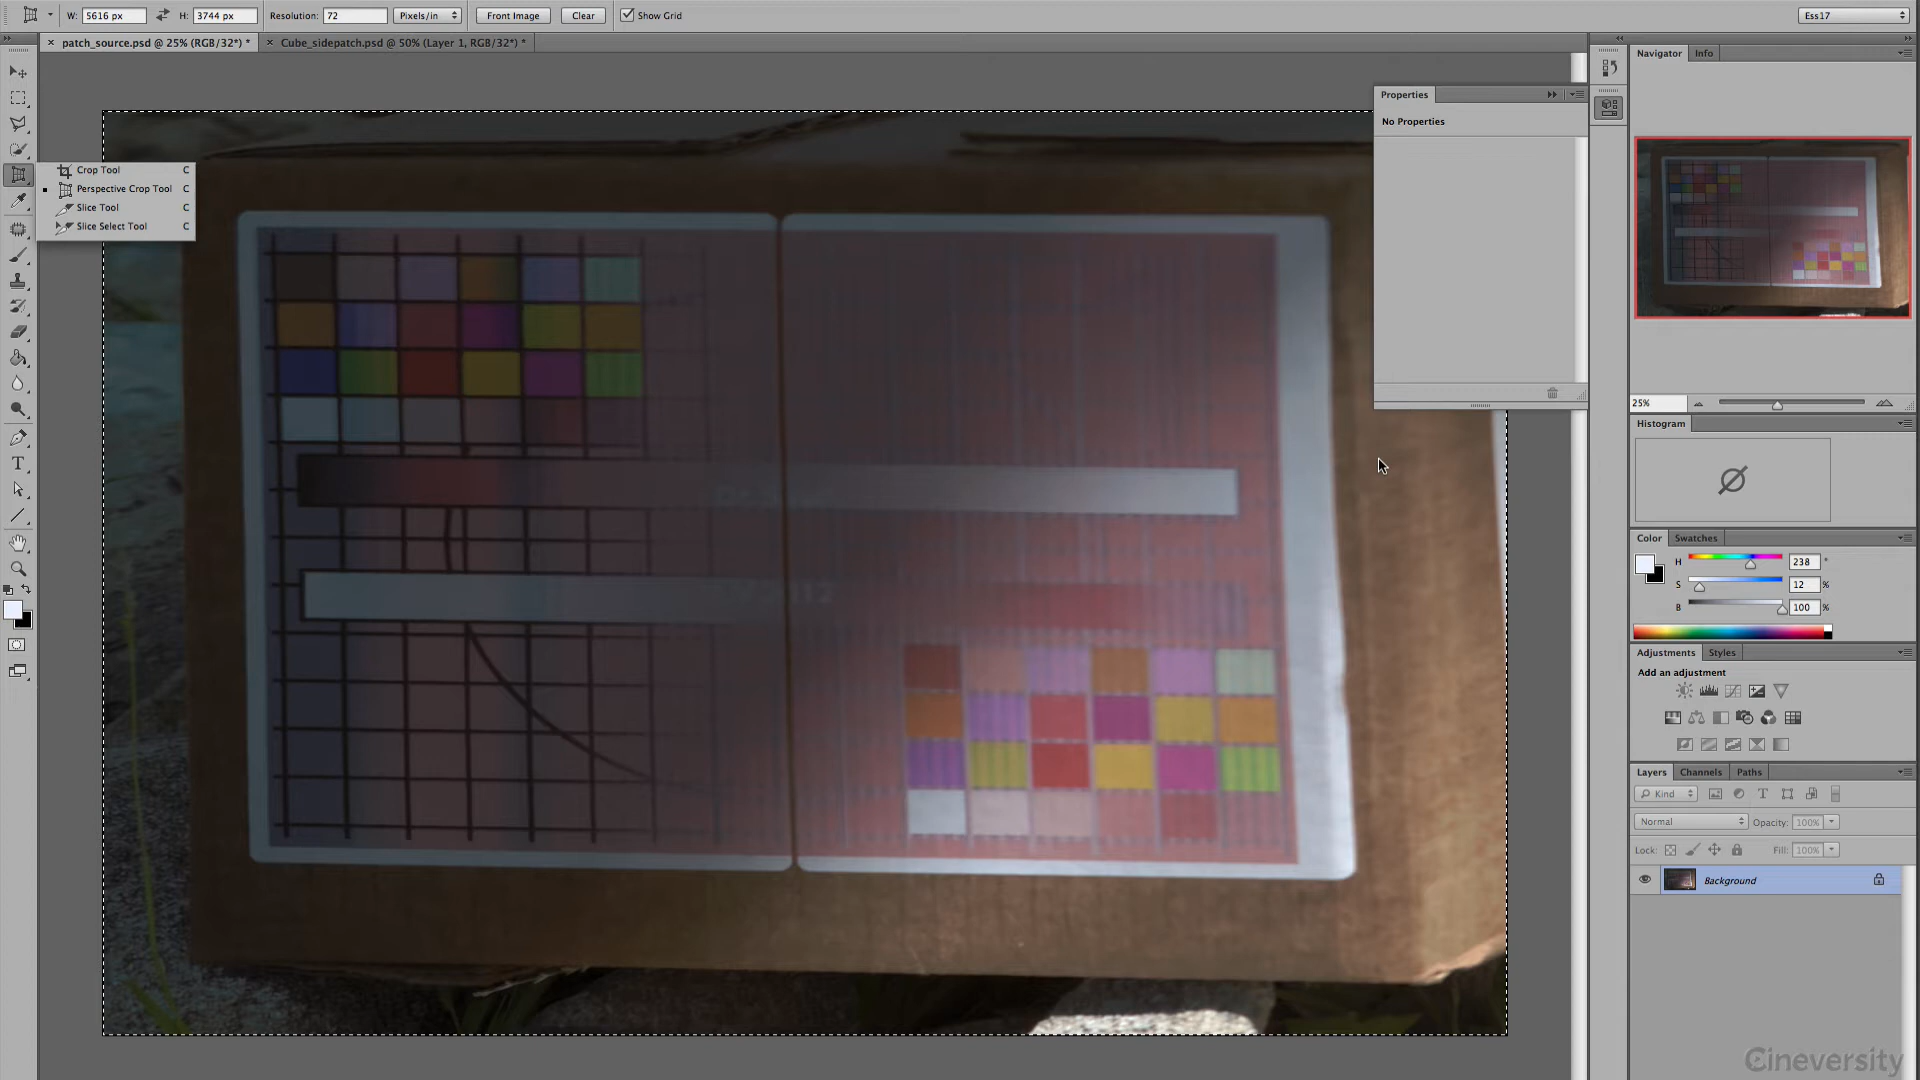 W: 5616 px H: 3744 px Resolution: 72 Pixels/in Front Image Clear Show Grid Ess17
× patch_source.psd @ 25% (RGB/32*) * × Cube_sidepatch.psd @ 50% (Layer 1, RGB/32*) *
Navigator Info
Properties
No Properties
Crop Tool C
Perspective Crop Tool C
Slice Tool C
Slice Select Tool C
25%
Histogram
Color Swatches
H 238 °
S 12 %
B 100 %
Adjustments Styles
Add an adjustment
Layers Channels Paths
Kind
Normal Opacity: 100%
Lock: Fill: 100%
Background
Cineversity